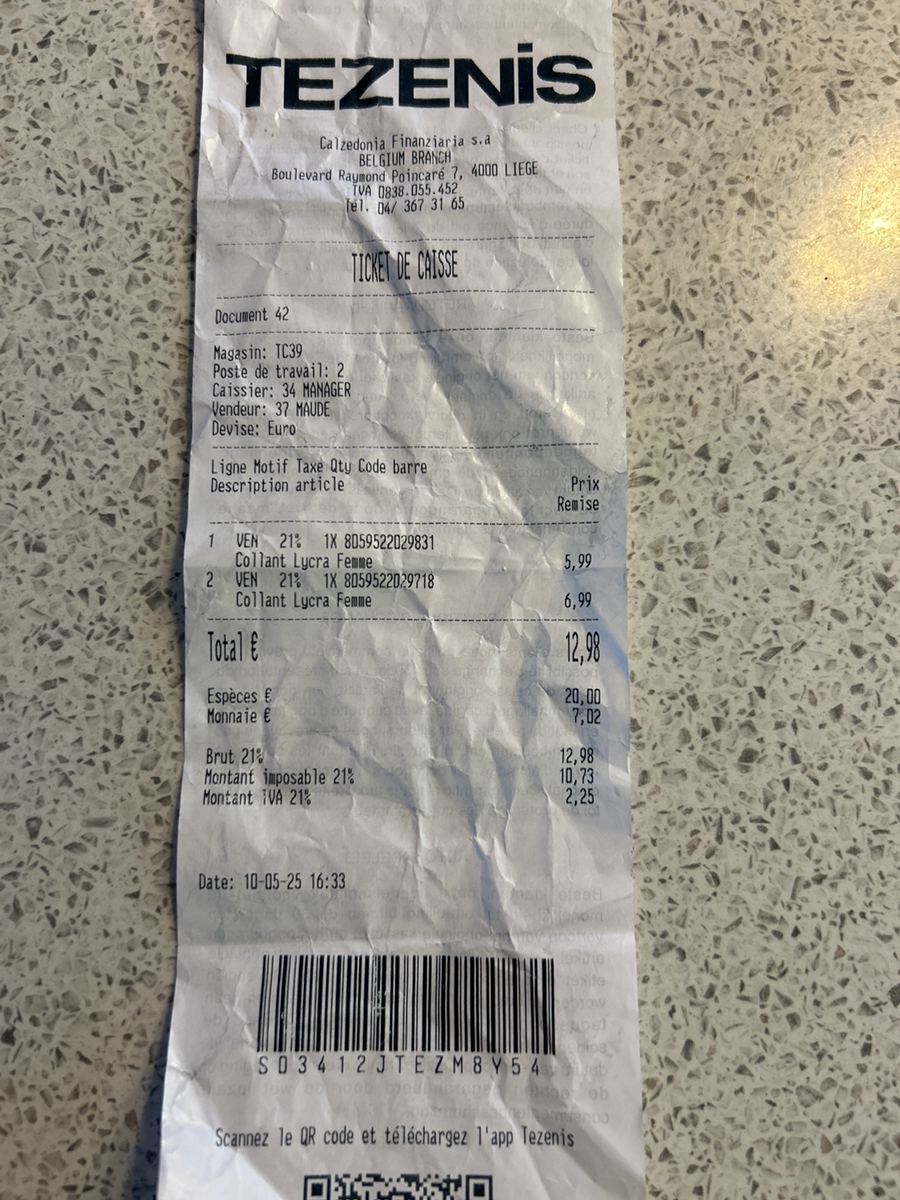 TEZENIS
Calzedonia Finanziaria s.a
BELGIUM BRANCH
Boulevard Raymond Poincaré 7, 4000 LIEGE
TVA 0838.055.452
Tél. 04/ 367 31 65
TICKET DE CAISSE
Document 42
Magasin: TC39
Poste de travail: 2
Caissier: 34 MANAGER
Vendeur: 37 MAUDE
Devise: Euro
Ligne Motif Taxe Qty Code barre
Description article Prix
Remise
1 VEN 21% 1X 8059522029831
Collant Lycra Femme 5,99
2 VEN 21% 1X 8059522029718
Collant Lycra Femme 6,99
Total € 12,98
Espèces € 20,00
Monnaie € 7,02
Brut 21% 12,98
Montant imposable 21% 10,73
Montant TVA 21% 2,25
Date: 10-05-25 16:33
S03412JTEZM8Y54
Scannez le QR code et téléchargez l'app Tezenis